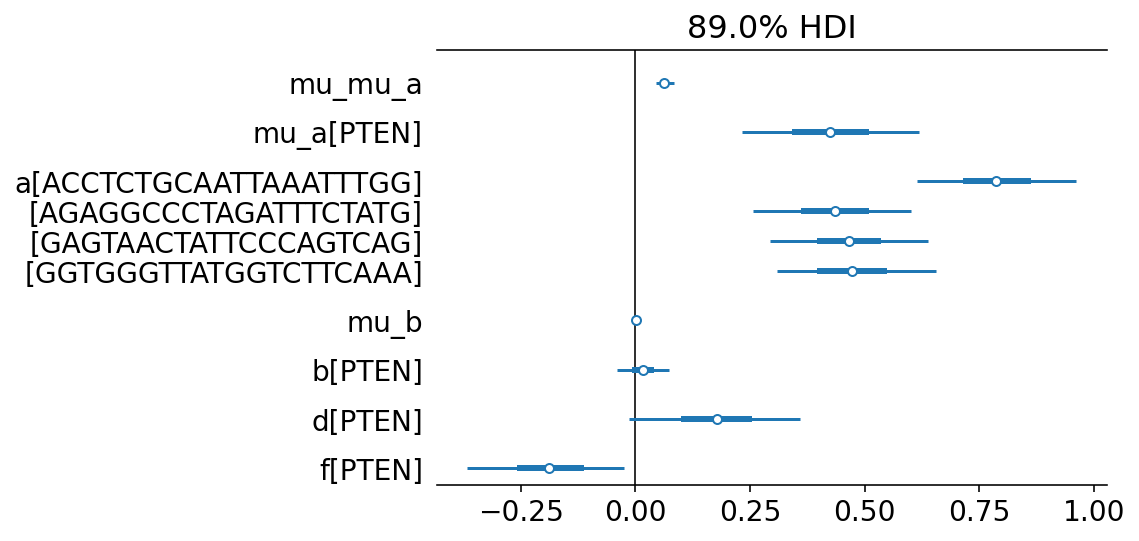 89.0% HDI
mu_mu_a
mu_a[PTEN]
a[ACCTCTGCAATTAAATTTGG]
[AGAGGCCCTAGATTTCTATG]
[GAGTAACTATTCCCAGTCAG]
[GGTGGGTTATGGTCTTCAAA]
mu_b
b[PTEN]
d[PTEN]
f[PTEN]
−0.25 0.00 0.25 0.50 0.75 1.00